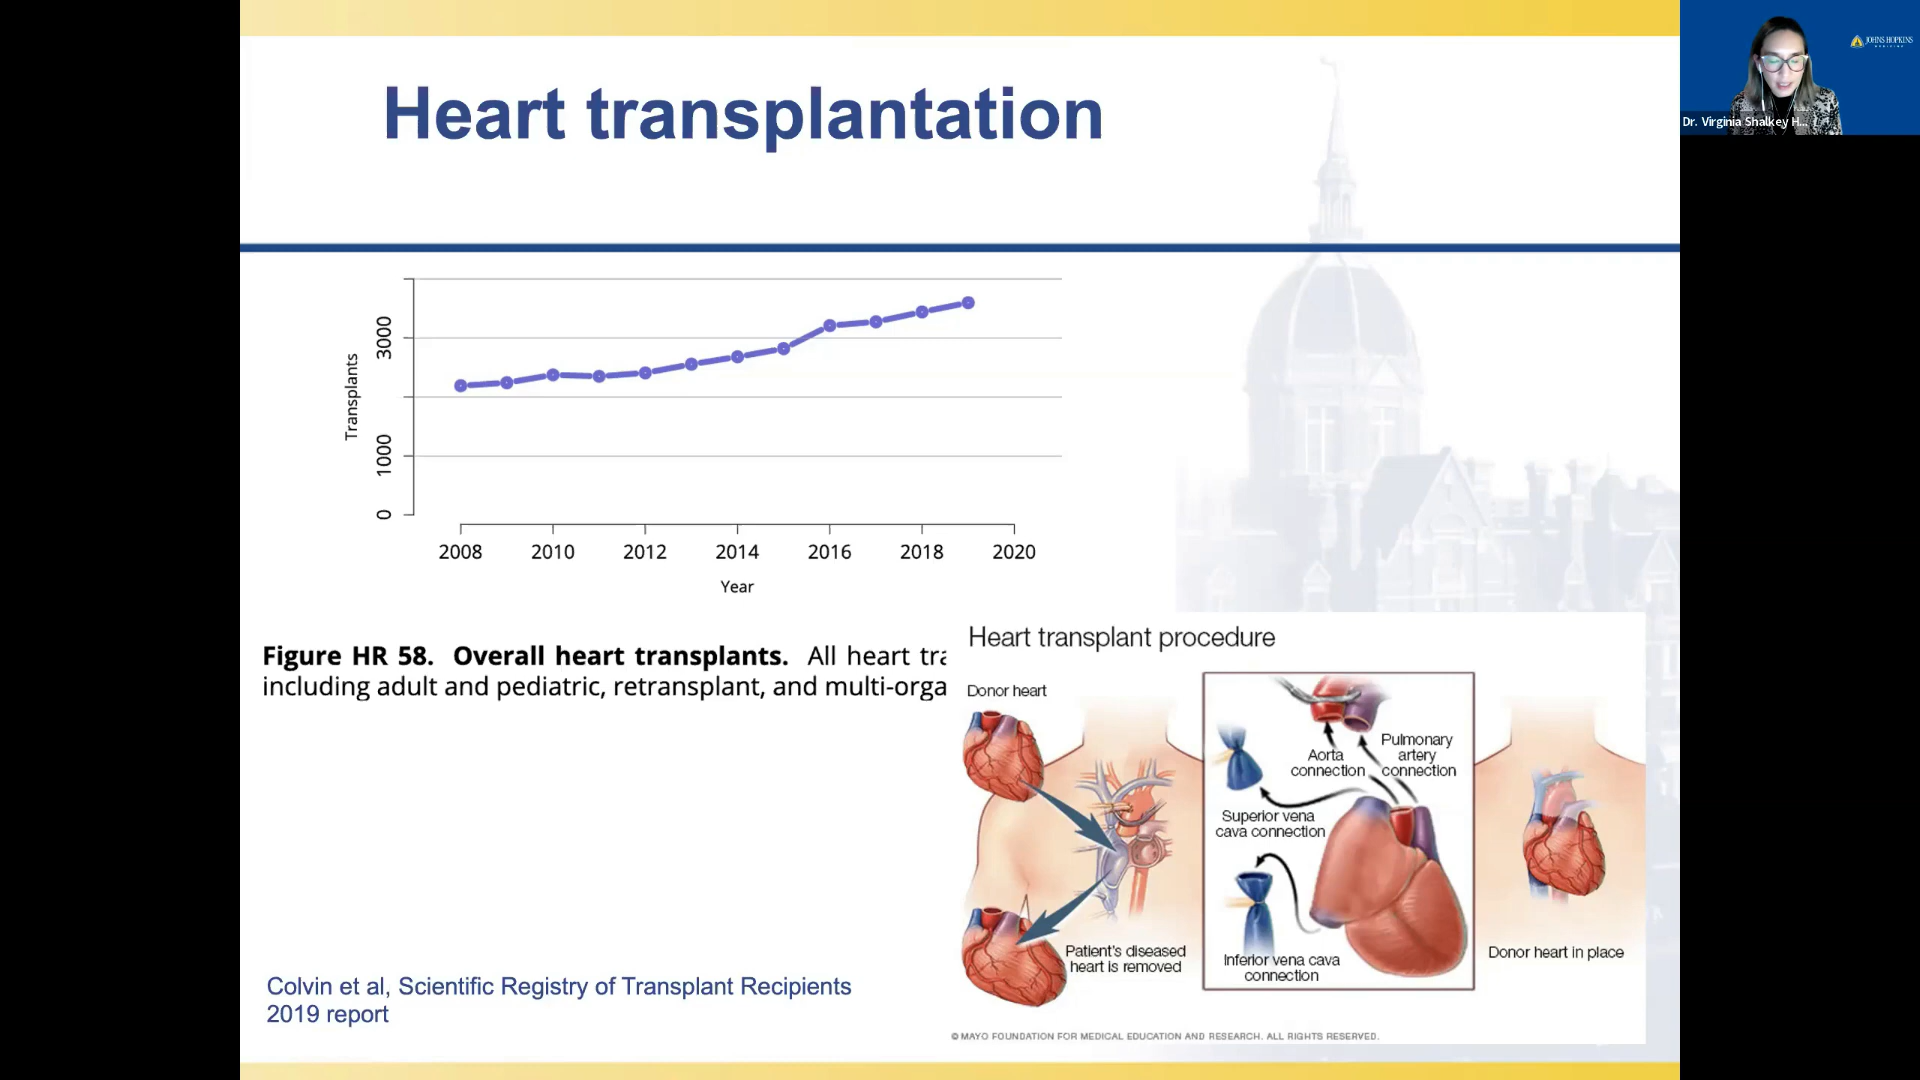 Heart transplantation
JOHNS HOPKINS
MEDICINE
Dr. Virginia Shalkey H...
3000
1000
0
Transplants
2008 2010 2012 2014 2016 2018 2020
Year
Figure HR 58. Overall heart transplants. All heart tra
including adult and pediatric, retransplant, and multi-orga
Heart transplant procedure
Donor heart
Aorta
connection
Pulmonary
artery
connection
Superior vena
cava connection
Inferior vena cava
connection
Patient's diseased
heart is removed
Donor heart in place
© MAYO FOUNDATION FOR MEDICAL EDUCATION AND RESEARCH. ALL RIGHTS RESERVED.
Colvin et al, Scientific Registry of Transplant Recipients
2019 report